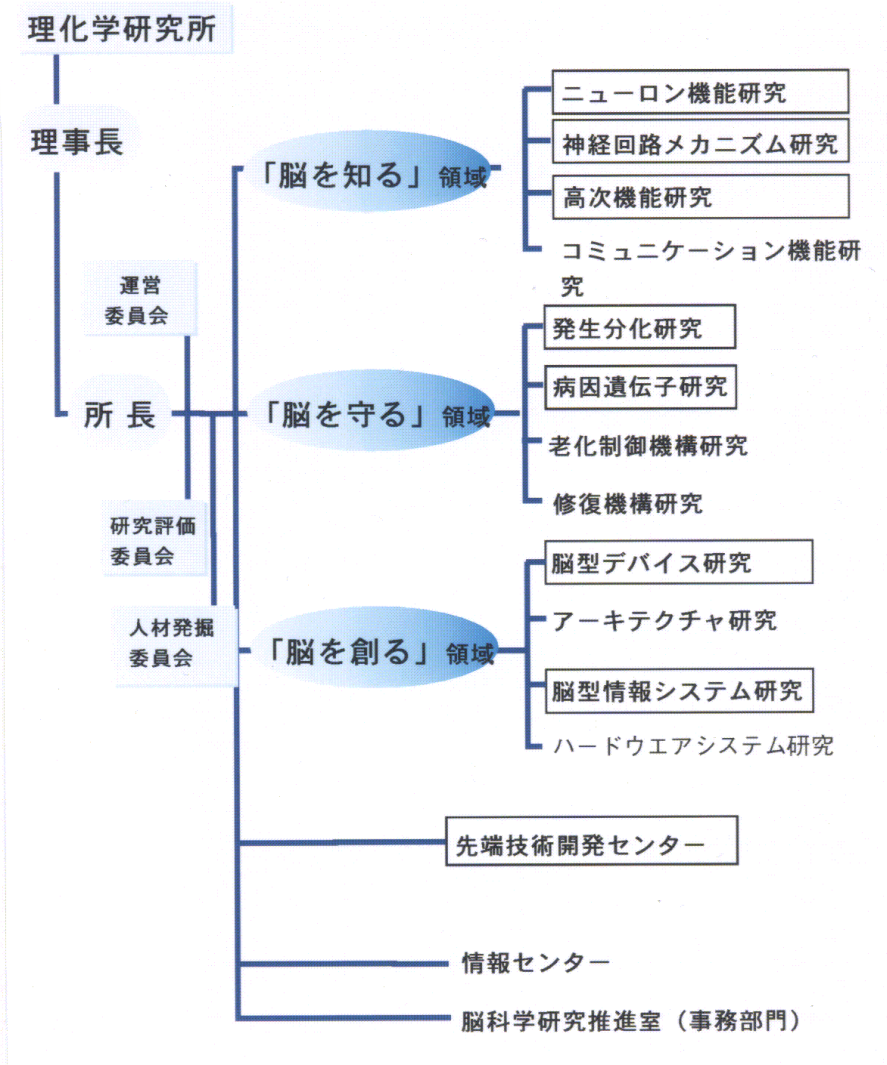 理化学研究所
理事長
運営
委員会
所 長
研究評価
委員会
人材発掘
委員会
「脳を知る」領域
ニューロン機能研究
神経回路メカニズム研究
高次機能研究
コミュニケーション機能研
究
「脳を守る」領域
発生分化研究
病因遺伝子研究
老化制御機構研究
修復機構研究
「脳を創る」領域
脳型デバイス研究
アーキテクチャ研究
脳型情報システム研究
ハードウエアシステム研究
先端技術開発センター
情報センター
脳科学研究推進室（事務部門）